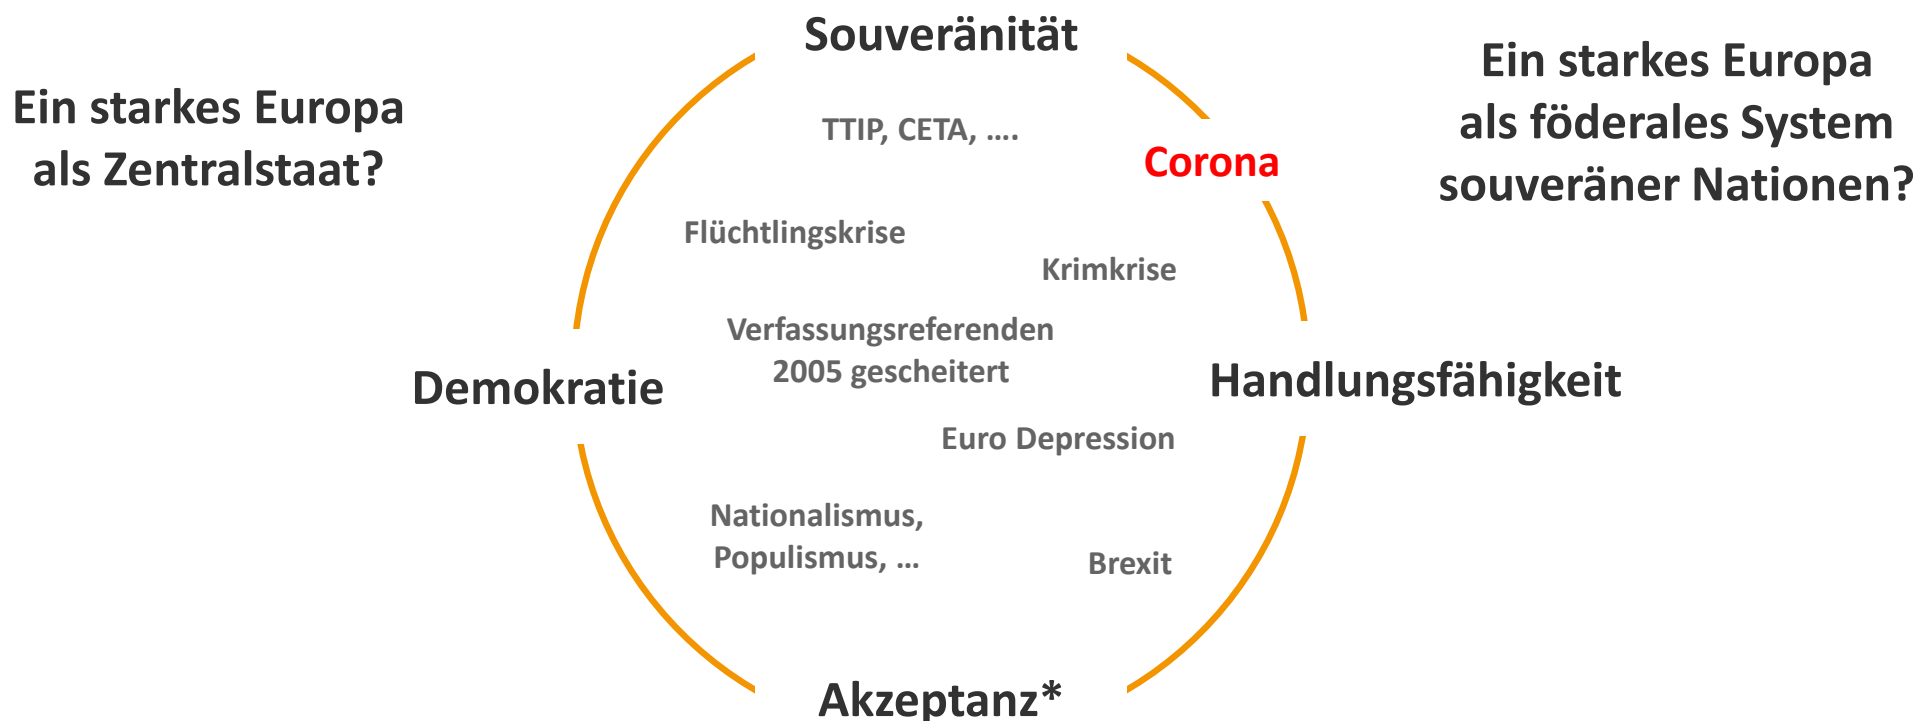 Souveränität
Ein starkes Europa
als Zentralstaat?
Ein starkes Europa
als föderales System
souveräner Nationen?
TTIP, CETA, ....
Corona
Flüchtlingskrise
Krimkrise
Verfassungsreferenden
2005 gescheitert
Demokratie
Handlungsfähigkeit
Euro Depression
Nationalismus,
Populismus, ...
Brexit
Akzeptanz*